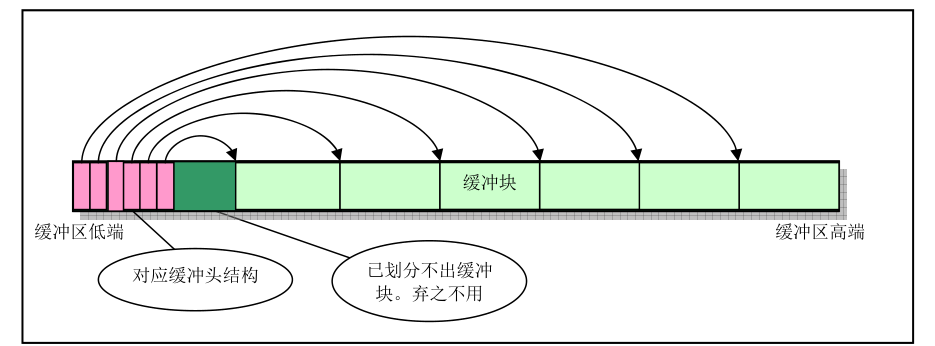 缓冲块
缓冲区低端
缓冲区高端
对应缓冲头结构
已划分不出缓冲
块。弃之不用